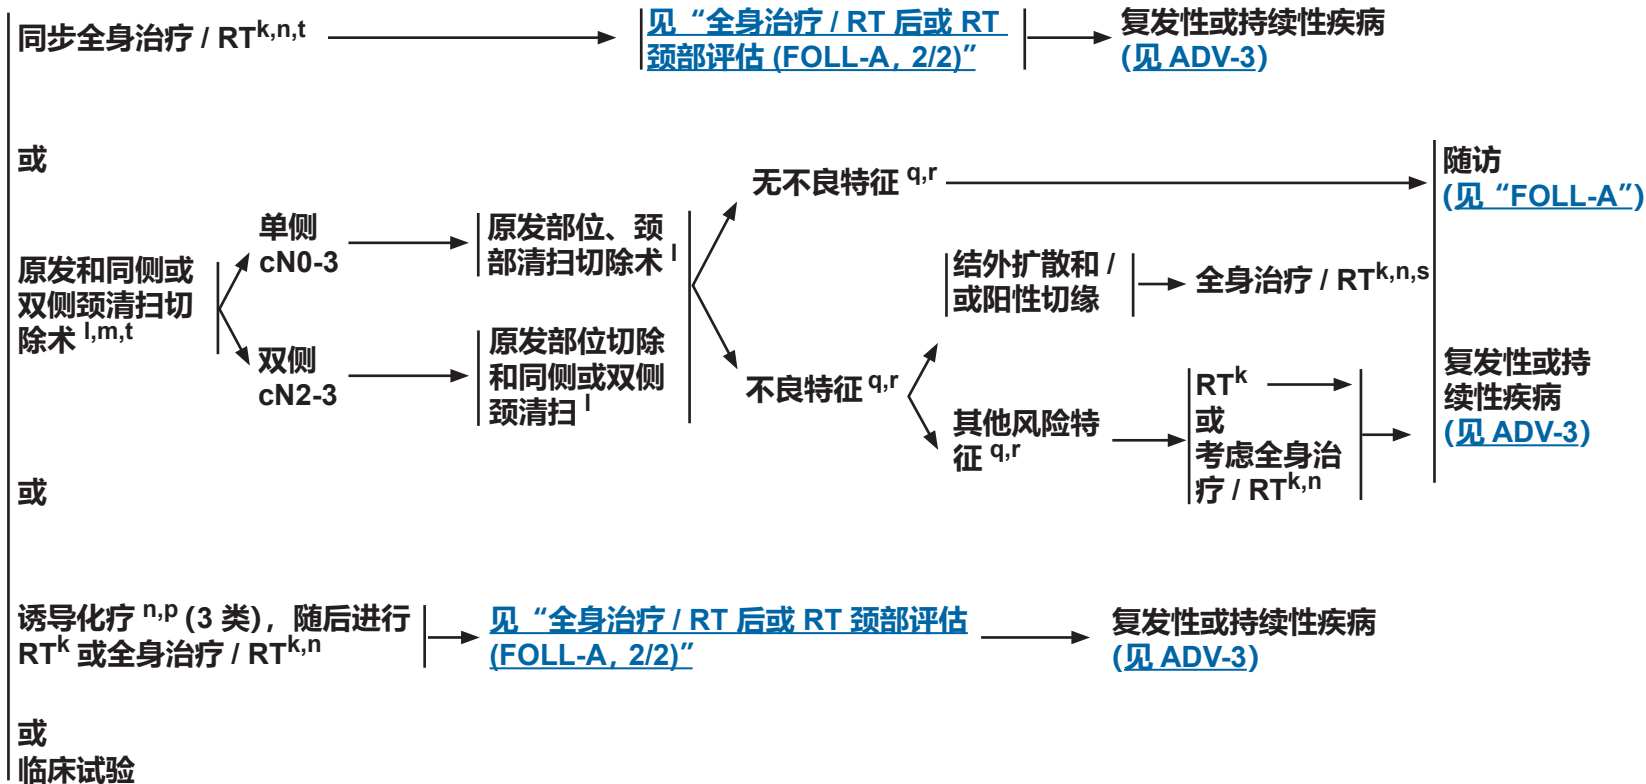 同步全身治疗 / RT k,n,t
见 “全身治疗 / RT 后或 RT
颈部评估 (FOLL-A, 2/2)”
复发性或持续性疾病
(见 ADV-3)
或
原发和同侧或
双侧颈清扫切
除术 l,m,t
单侧
cN0-3
双侧
cN2-3
原发部位、颈
部清扫切除术 l
原发部位切除
和同侧或双侧
颈清扫 l
无不良特征 q,r
不良特征 q,r
结外扩散和 /
或阳性切缘
全身治疗 / RT k,n,s
其他风险特
征 q,r
RT k
或
考虑全身治
疗 / RT k,n
随访
(见 “FOLL-A”)
复发性或持
续性疾病
(见 ADV-3)
或
诱导化疗 n,p (3 类)，随后进行
RT k 或全身治疗 / RT k,n
见 “全身治疗 / RT 后或 RT 颈部评估
(FOLL-A, 2/2)”
复发性或持续性疾病
(见 ADV-3)
或
临床试验